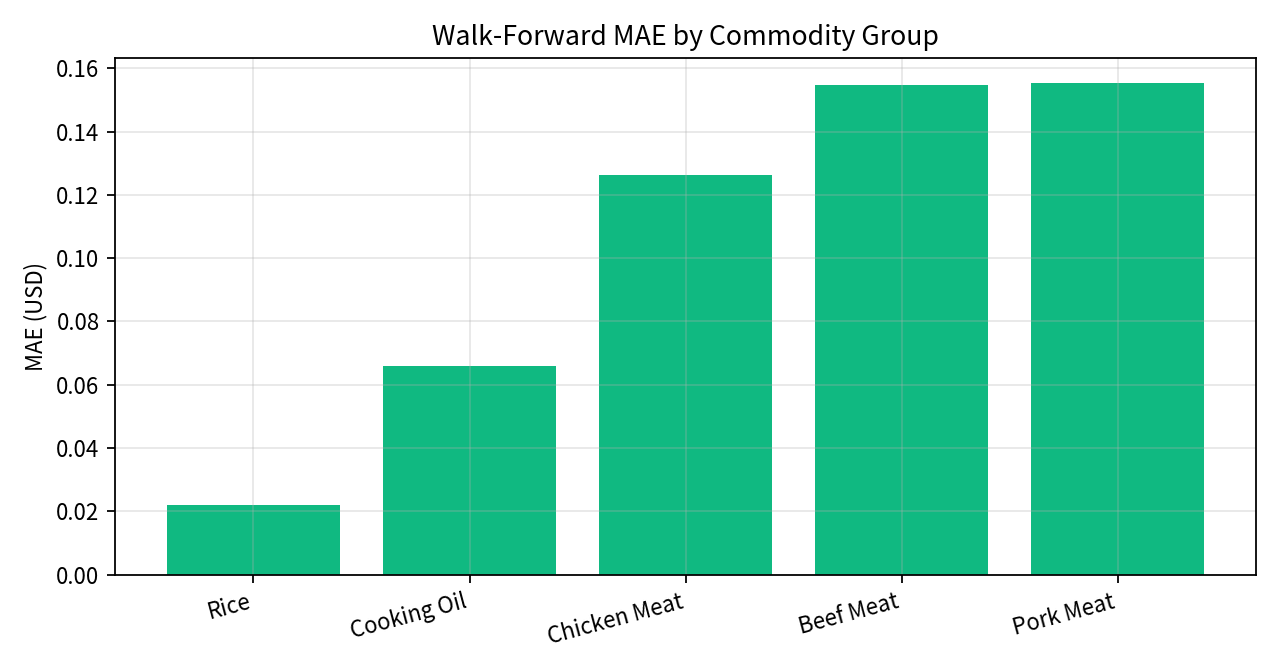 Walk-Forward MAE by Commodity Group
MAE (USD)
0.16
0.14
0.12
0.10
0.08
0.06
0.04
0.02
0.00
Rice
Cooking Oil
Chicken Meat
Beef Meat
Pork Meat